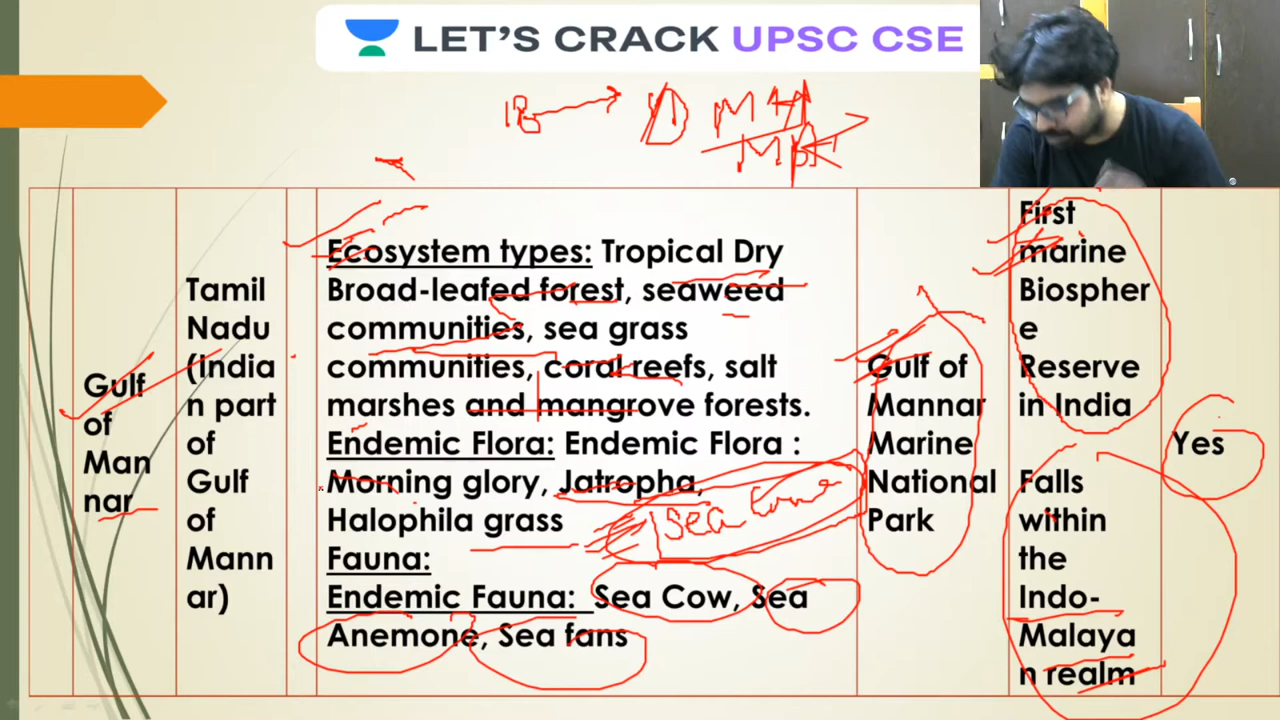 LET'S CRACK UPSC CSE
18 → D
Gulf
of
Man
nar
Tamil
Nadu
(India
n part
of
Gulf
of
Mann
ar)
Ecosystem types: Tropical Dry
Broad-leafed forest, seaweed
communities, sea grass
communities, coral reefs, salt
marshes and mangrove forests.
Endemic Flora: Endemic Flora :
Morning glory, Jatropha,
Halophila grass
Sea Cows
Fauna:
Endemic Fauna: Sea Cow, Sea
Anemone, Sea fans
Gulf of
Mannar
Marine
National
Park
First
marine
Biospher
e
Reserve
in India
Falls
within
the
Indo-
Malaya
n realm
Yes